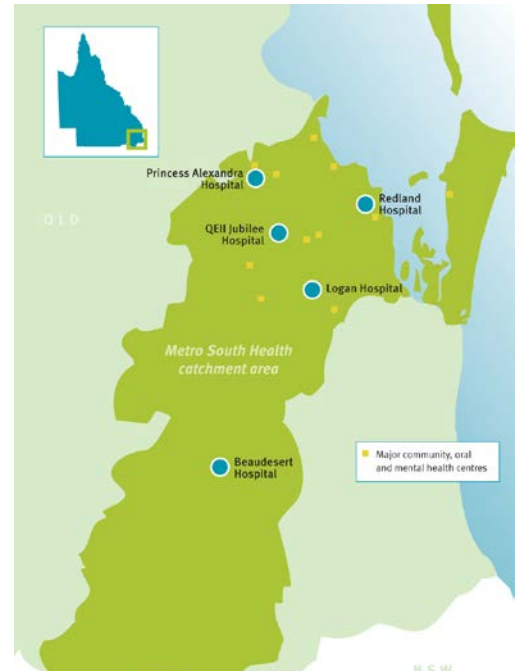 Princess Alexandra
Hospital
Redland
Hospital
QLD
QEII Jubilee
Hospital
Logan Hospital
Metro South Health
catchment area
Major community, oral
and mental health centres
Beaudesert
Hospital
NSW